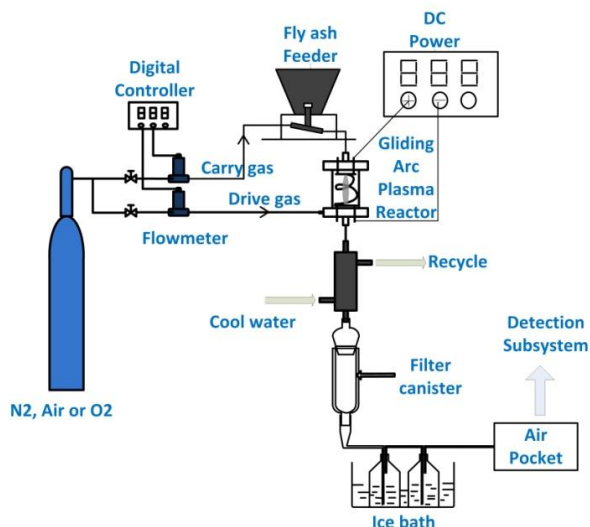 Fly ash
Feeder
DC
Power
Digital
Controller
Carry gas
Drive gas
Flowmeter
Gliding
Arc
Plasma
Reactor
Recycle
Cool water
Detection
Subsystem
Filter
canister
N2, Air or O2
Air
Pocket
Ice bath